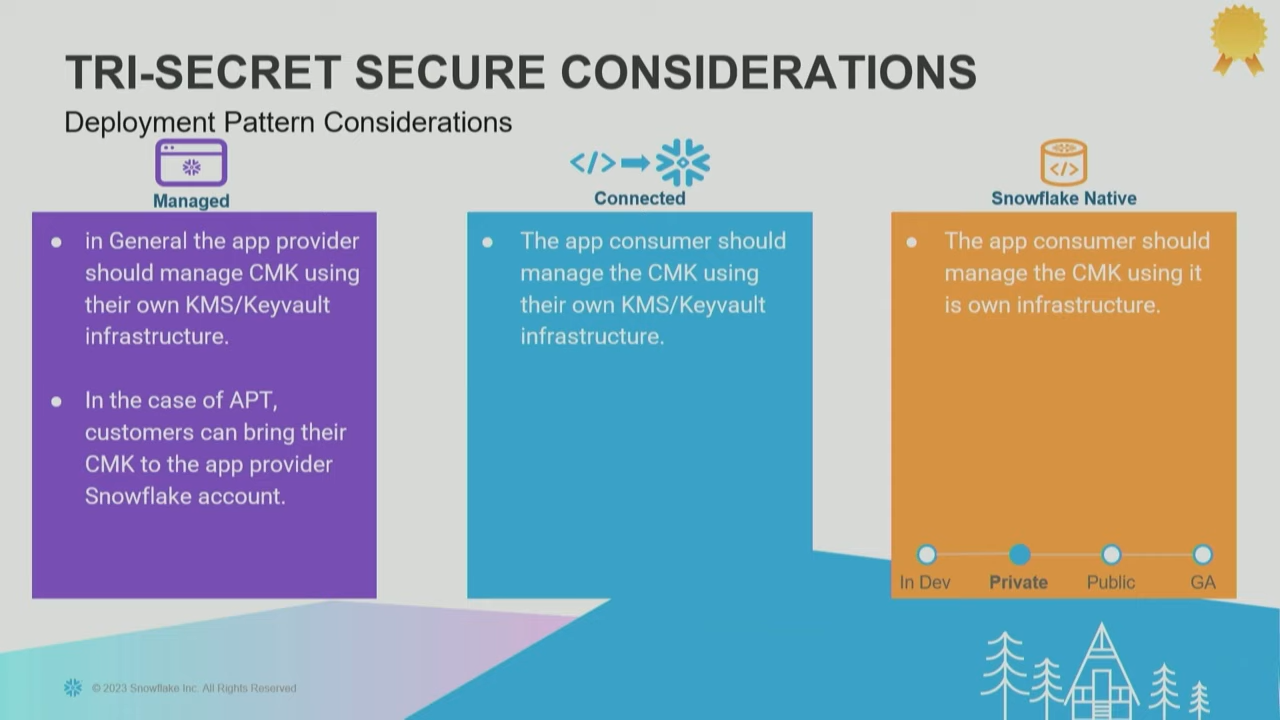 TRI-SECRET SECURE CONSIDERATIONS
Deployment Pattern Considerations
Managed
in General the app provider
should manage CMK using
their own KMS/Keyvault
infrastructure.
In the case of APT,
customers can bring their
CMK to the app provider
Snowflake account.
</>
Connected
The app consumer should
manage the CMK using
their own KMS/Keyvault
infrastructure.
</>
Snowflake Native
The app consumer should
manage the CMK using it
is own infrastructure.
In Dev Private Public GA
© 2023 Snowflake Inc. All Rights Reserved